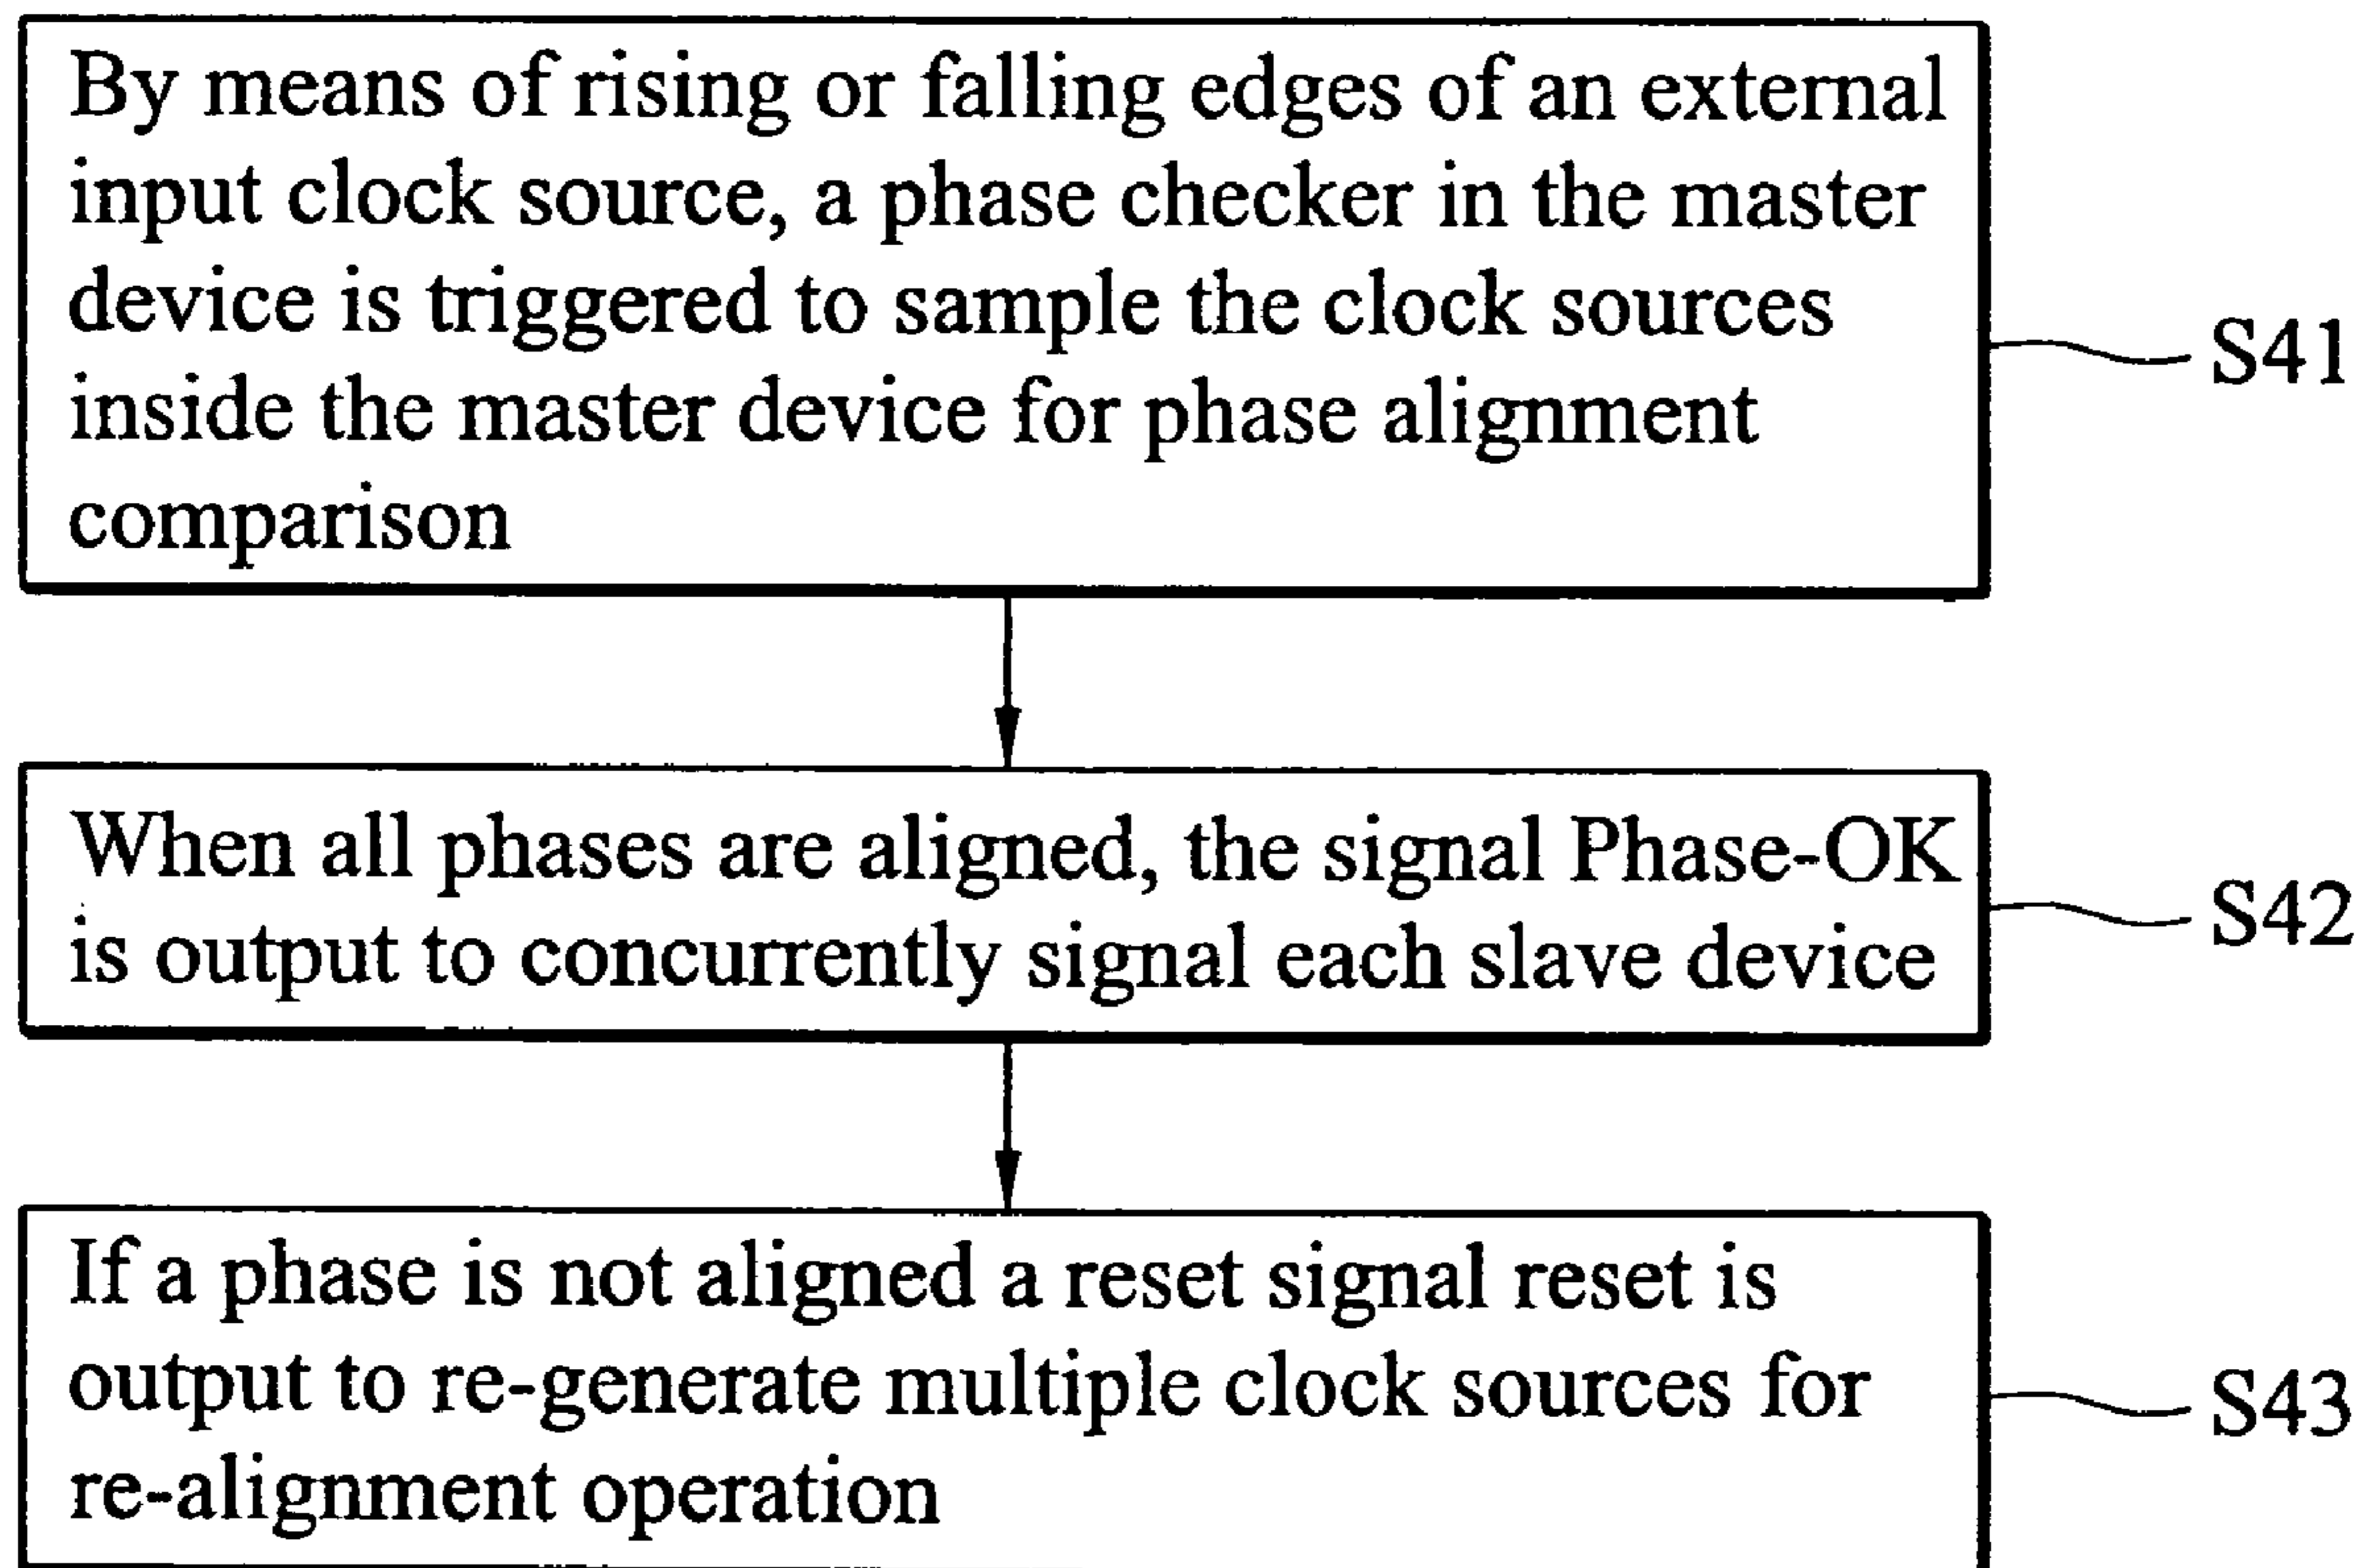 By means of rising or falling edges of an external
input clock source, a phase checker in the master
device is triggered to sample the clock sources
inside the master device for phase alignment
comparison
S41
When all phases are aligned, the signal Phase-OK
is output to concurrently signal each slave device
S42
If a phase is not aligned a reset signal reset is
output to re-generate multiple clock sources for
re-alignment operation
S43